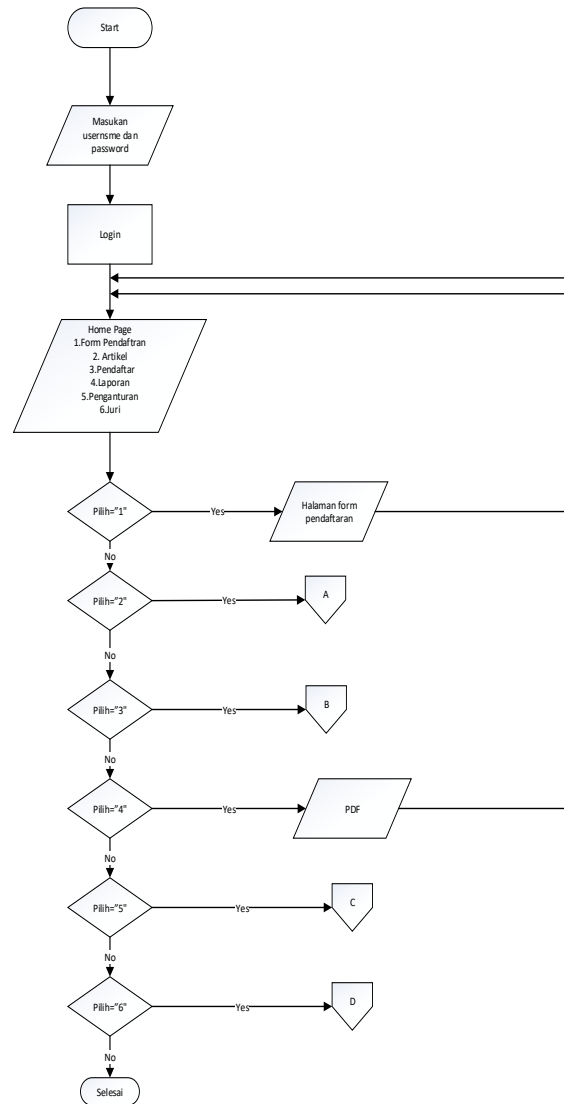 Start
Masukan
usernsme dan
password
Login
Home Page
1.Form Pendaftran
2. Artikel
3.Pendaftar
4.Laporan
5.Penganturan
6.Juri
Pilih="1"
Yes
Halaman form
pendaftaran
No
Pilih="2"
Yes
A
No
Pilih="3"
Yes
B
No
Pilih="4"
Yes
PDF
No
Pilih="5"
Yes
C
No
Pilih="6"
Yes
D
No
Selesai